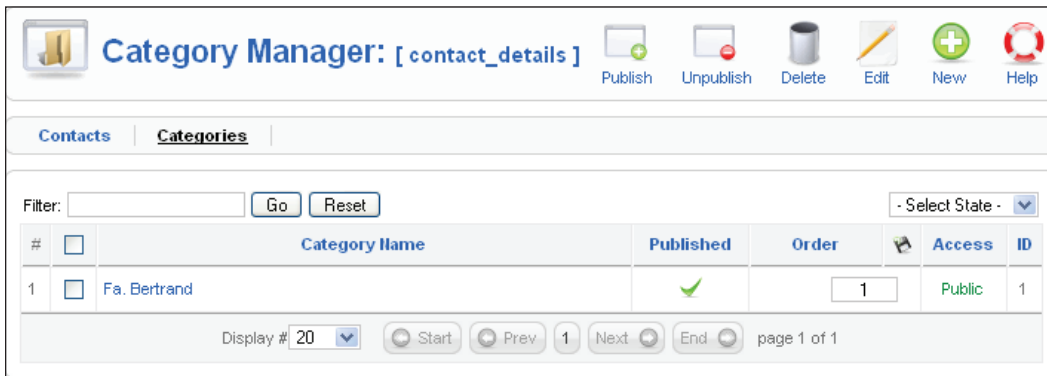 Category Manager: [ contact_details ]
Publish Unpublish Delete Edit New Help
Contacts Categories
Filter: Go Reset - Select State -
# Category Name Published Order Access ID
1 Fa. Bertrand 1 Public 1
Display # 20 Start Prev 1 Next End page 1 of 1